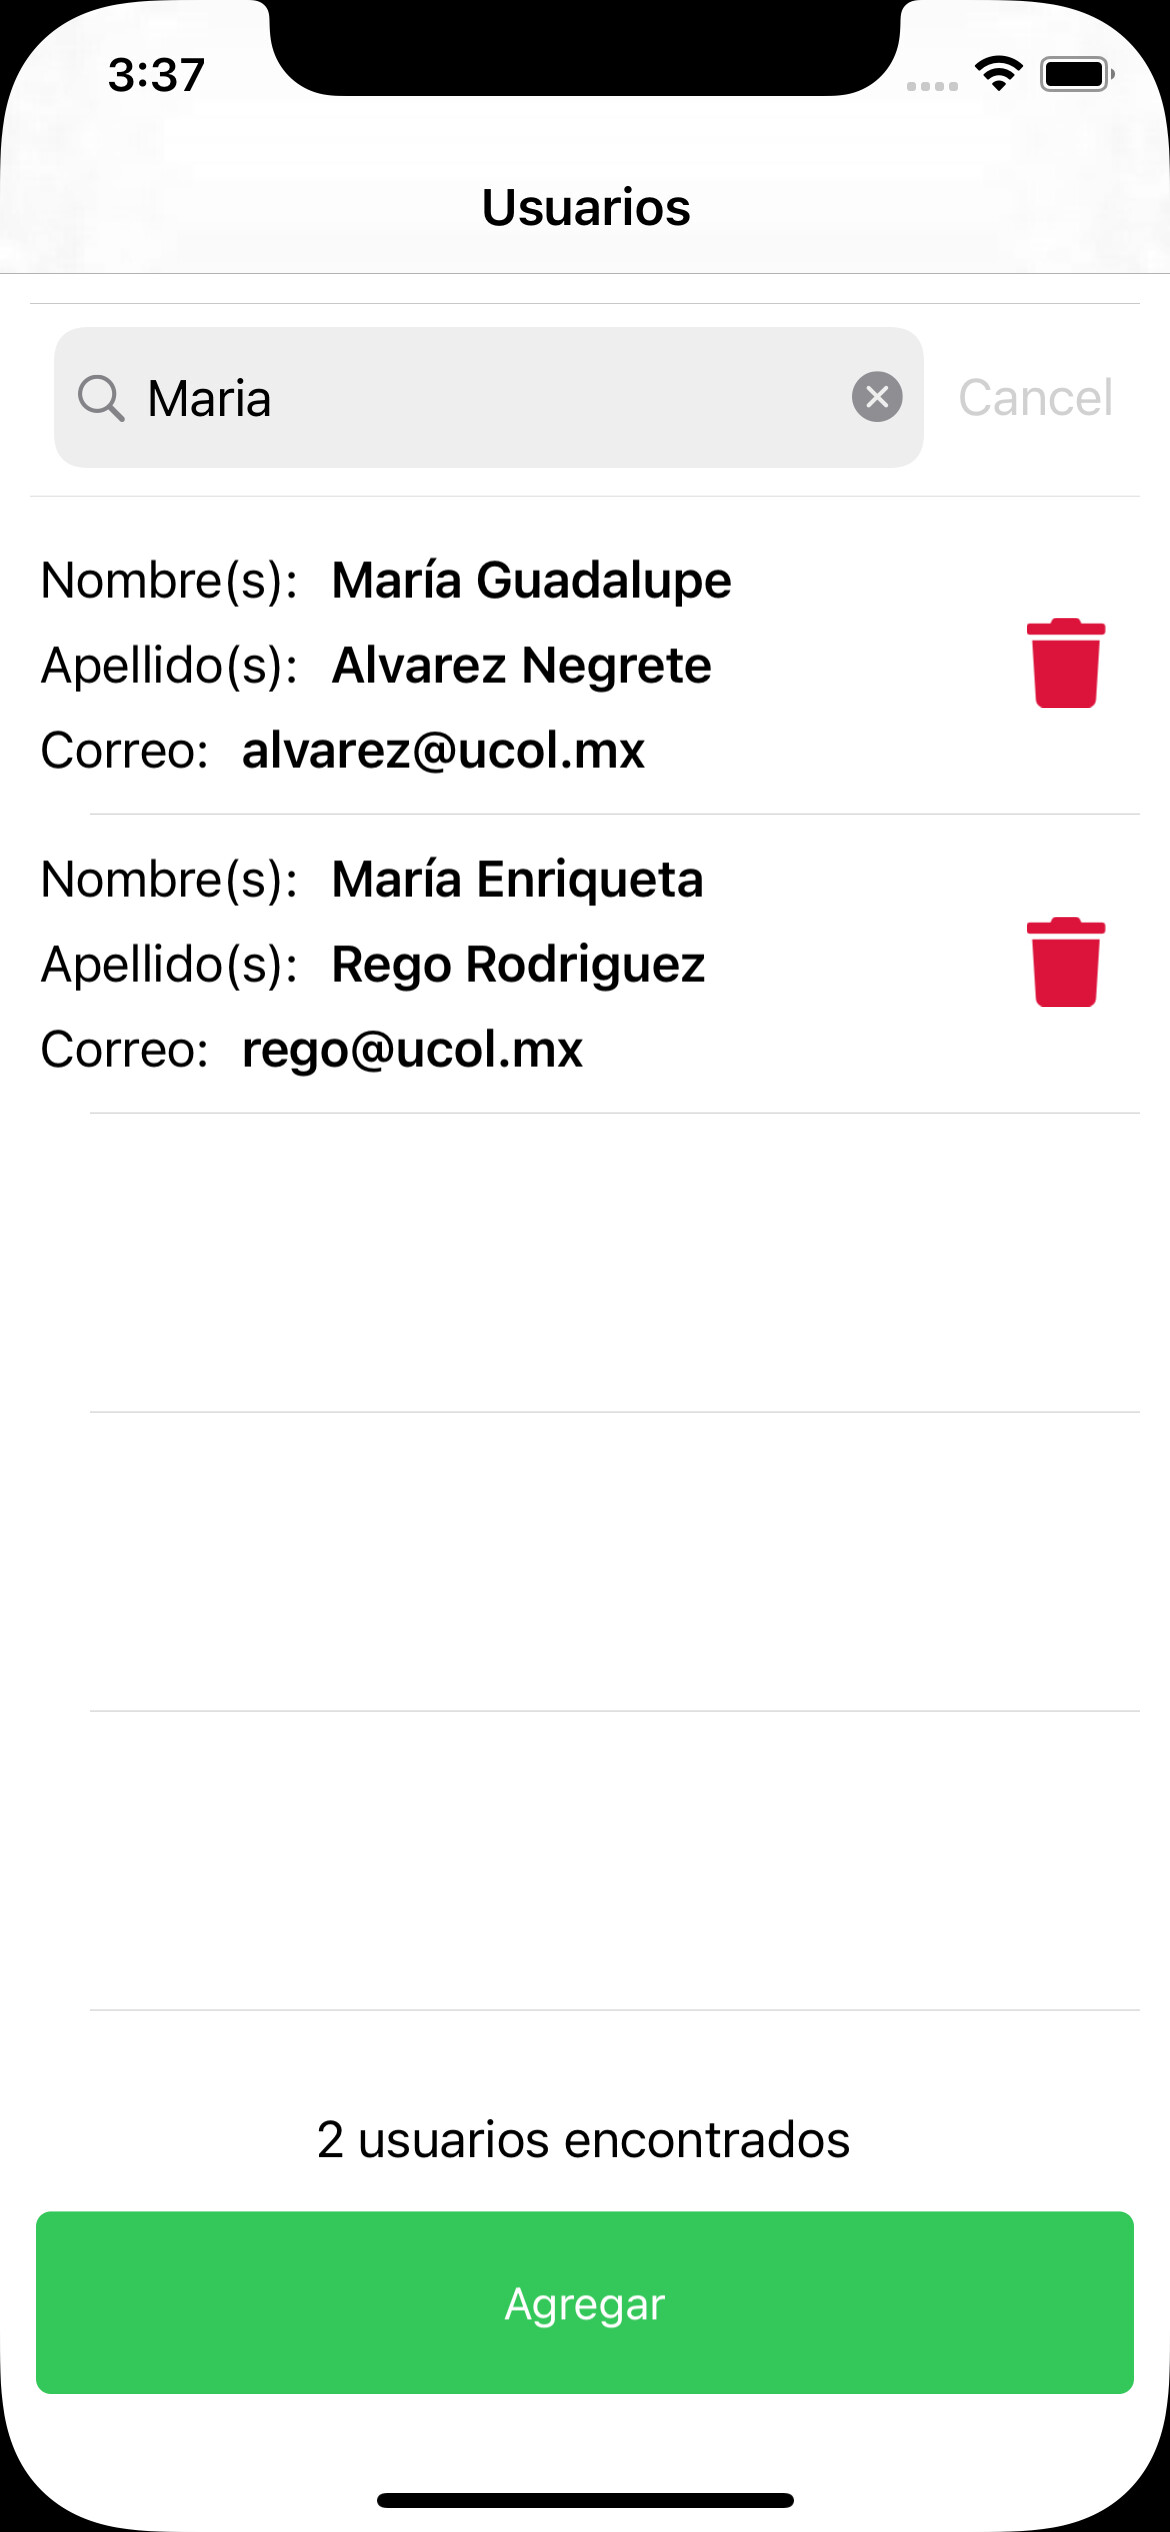 3:37
Usuarios
Maria Cancel
Nombre(s): María Guadalupe
Apellido(s): Alvarez Negrete
Correo: alvarez@ucol.mx
Nombre(s): María Enriqueta
Apellido(s): Rego Rodriguez
Correo: rego@ucol.mx
2 usuarios encontrados
Agregar